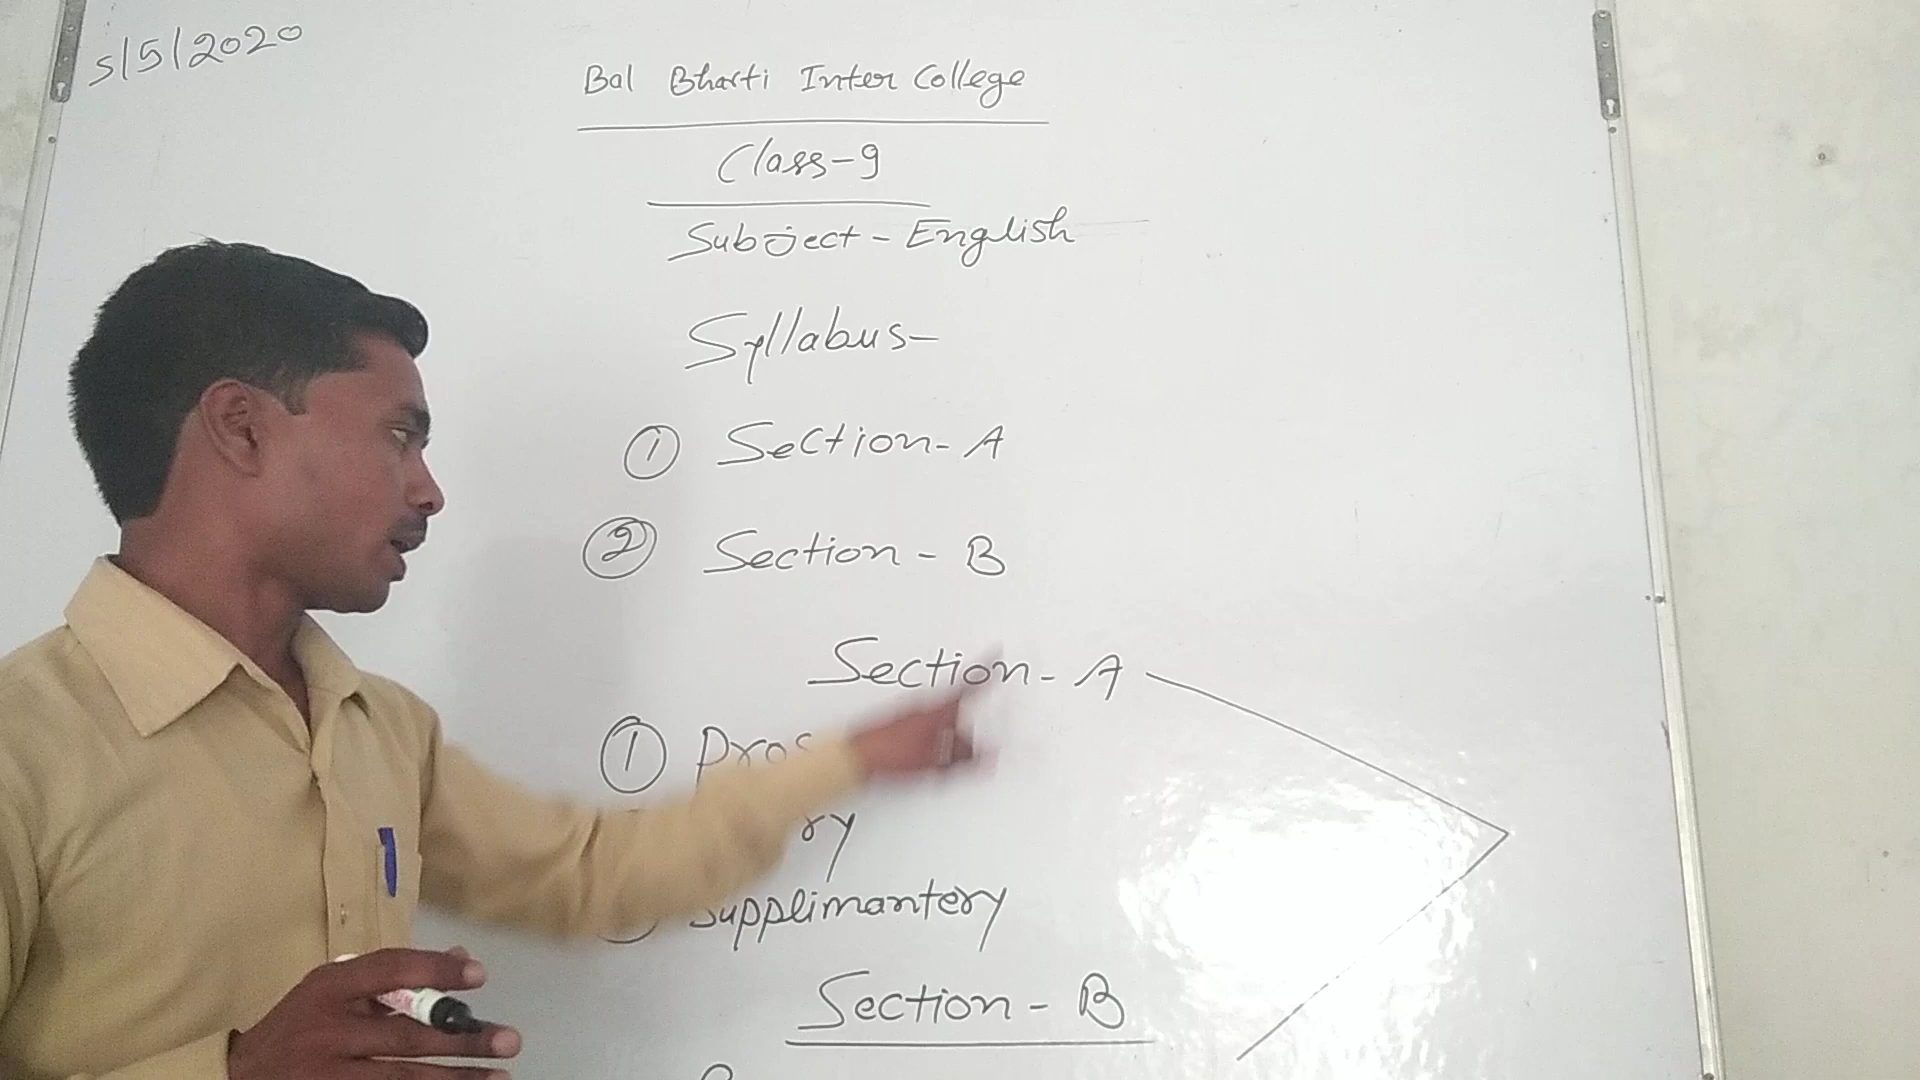 5/5/2020
Bal Bharti Inter College
Class-9
Subject-English
Syllabus-
① Section-A
② Section-B
Section-A
①
Supplimantery
Section-B